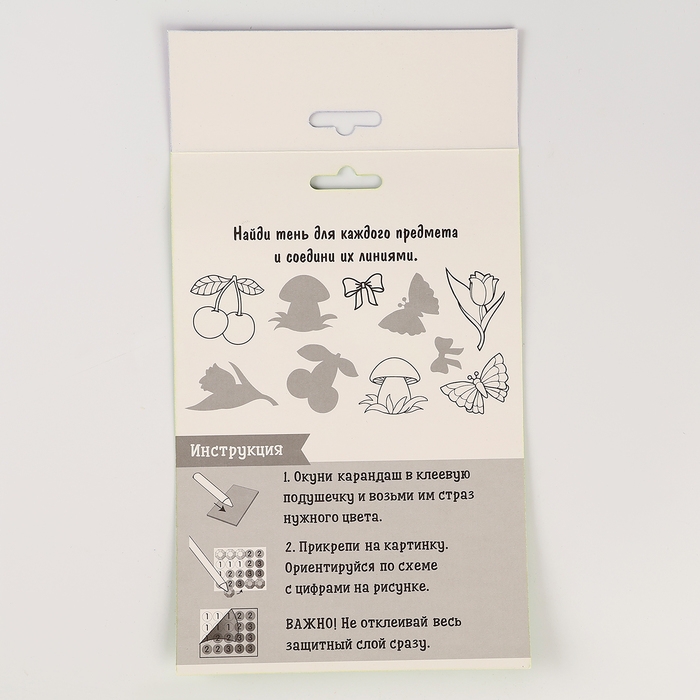 Найди тень для каждого предмета
и соедини их линиями.
Инструкция
1. Окуни карандаш в клеевую
подушечку и возьми им страз
нужного цвета.
2. Прикрепи на картинку.
Ориентируйся по схеме
с цифрами на рисунке.
ВАЖНО! Не отклеивай весь
защитный слой сразу.